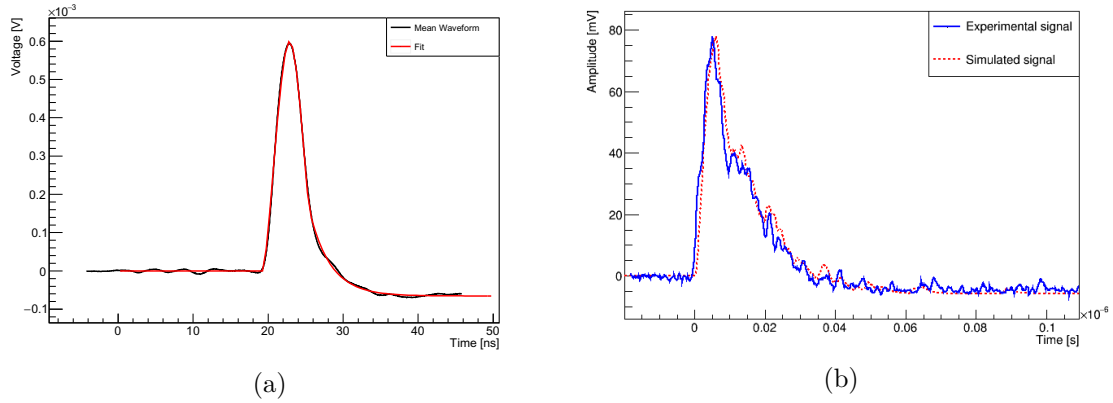 ×10⁻³
Voltage [V]
Mean Waveform
Fit
0.6
0.5
0.4
0.3
0.2
0.1
0
−0.1
0 10 20 30 40 50
Time [ns]
(a)
Amplitude [mV]
Experimental signal
Simulated signal
80
60
40
20
0
0 0.02 0.04 0.06 0.08 0.1
×10⁻⁶
Time [s]
(b)